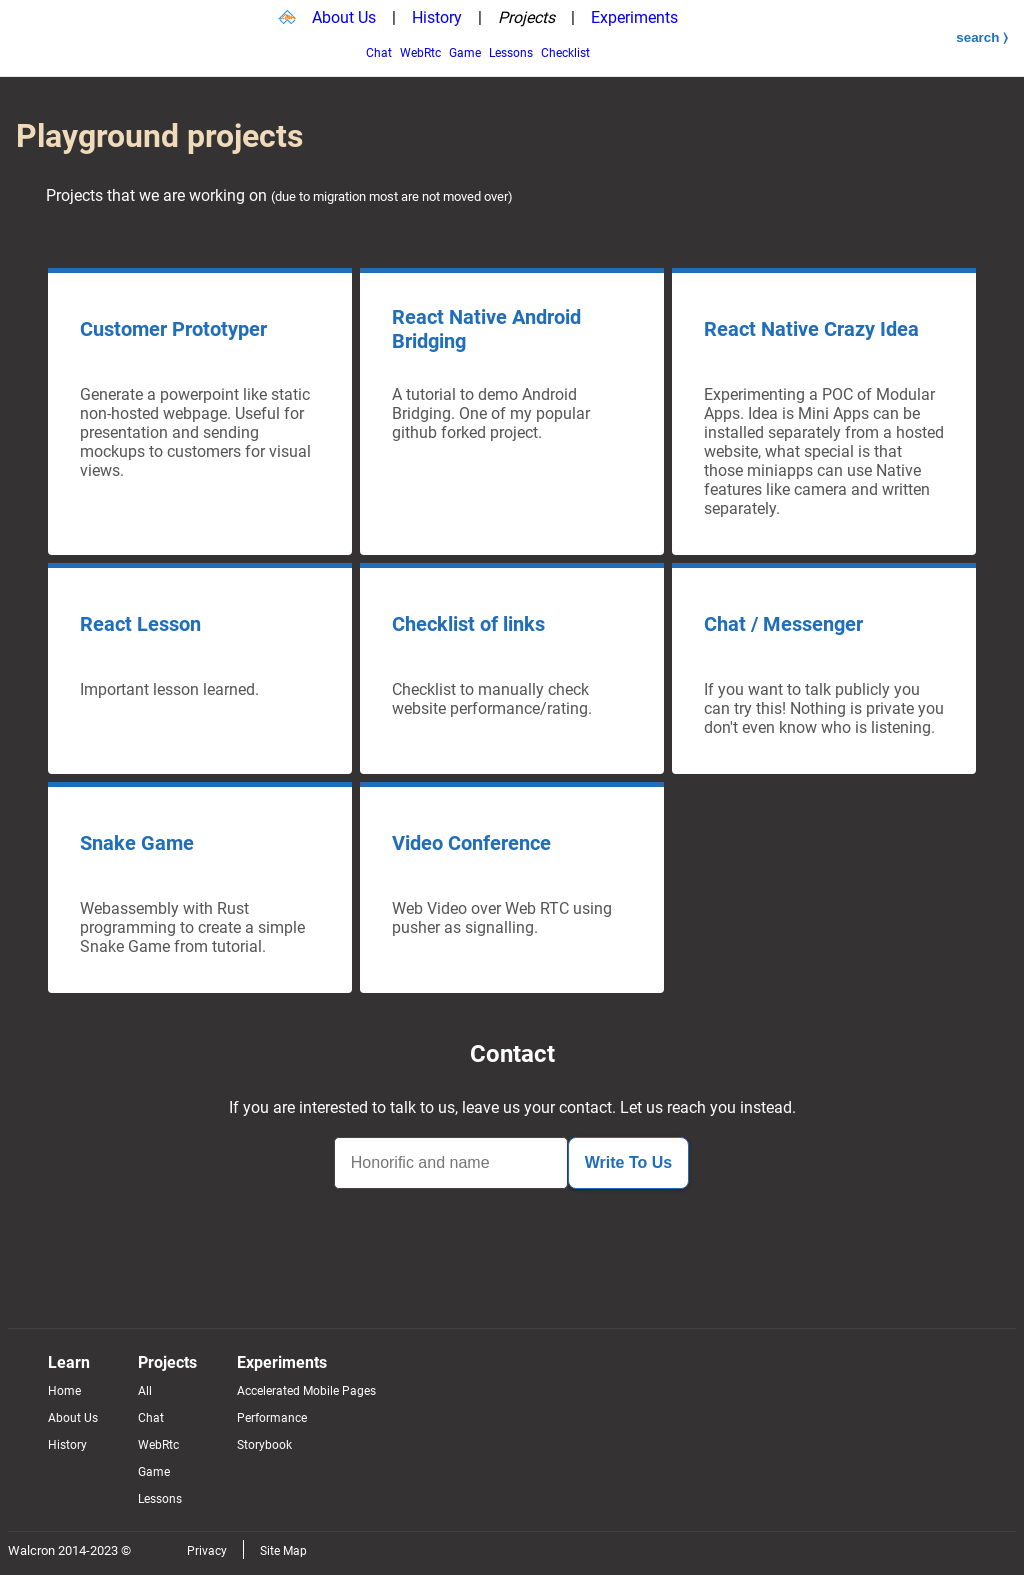 About Us | History | Projects | Experiments
search ⟩
Chat WebRtc Game Lessons Checklist
Playground projects
Projects that we are working on (due to migration most are not moved over)
Customer Prototyper
Generate a powerpoint like static
non-hosted webpage. Useful for
presentation and sending
mockups to customers for visual
views.
React Native Android
Bridging
A tutorial to demo Android
Bridging. One of my popular
github forked project.
React Native Crazy Idea
Experimenting a POC of Modular
Apps. Idea is Mini Apps can be
installed separately from a hosted
website, what special is that
those miniapps can use Native
features like camera and written
separately.
React Lesson
Important lesson learned.
Checklist of links
Checklist to manually check
website performance/rating.
Chat / Messenger
If you want to talk publicly you
can try this! Nothing is private you
don't even know who is listening.
Snake Game
Webassembly with Rust
programming to create a simple
Snake Game from tutorial.
Video Conference
Web Video over Web RTC using
pusher as signalling.
Contact
If you are interested to talk to us, leave us your contact. Let us reach you instead.
Honorific and name
Write To Us
Learn
Home
About Us
History
Projects
All
Chat
WebRtc
Game
Lessons
Experiments
Accelerated Mobile Pages
Performance
Storybook
Walcron 2014-2023 ©
Privacy
Site Map